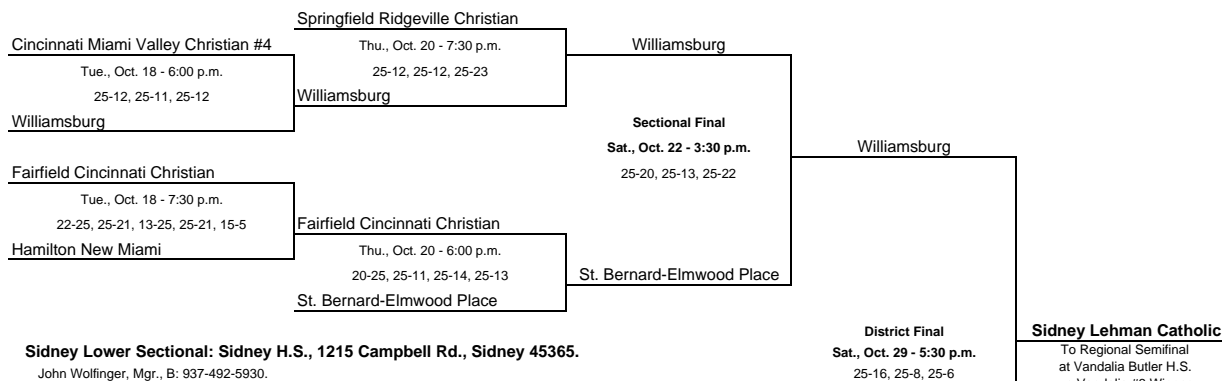 Springfield Ridgeville Christian
Cincinnati Miami Valley Christian #4
Thu., Oct. 20 - 7:30 p.m.
Williamsburg
Tue., Oct. 18 - 6:00 p.m.
25-12, 25-12, 25-23
25-12, 25-11, 25-12
Williamsburg
Williamsburg
Sectional Final
Sat., Oct. 22 - 3:30 p.m.
Williamsburg
25-20, 25-13, 25-22
Fairfield Cincinnati Christian
Tue., Oct. 18 - 7:30 p.m.
22-25, 25-21, 13-25, 25-21, 15-5
Fairfield Cincinnati Christian
Hamilton New Miami
Thu., Oct. 20 - 6:00 p.m.
20-25, 25-11, 25-14, 25-13
St. Bernard-Elmwood Place
St. Bernard-Elmwood Place
District Final
Sidney Lehman Catholic
Sidney Lower Sectional: Sidney H.S., 1215 Campbell Rd., Sidney 45365.
Sat., Oct. 29 - 5:30 p.m.
To Regional Semifinal
John Wolfinger, Mgr., B: 937-492-5930.
25-16, 25-8, 25-6
at Vandalia Butler H.S.